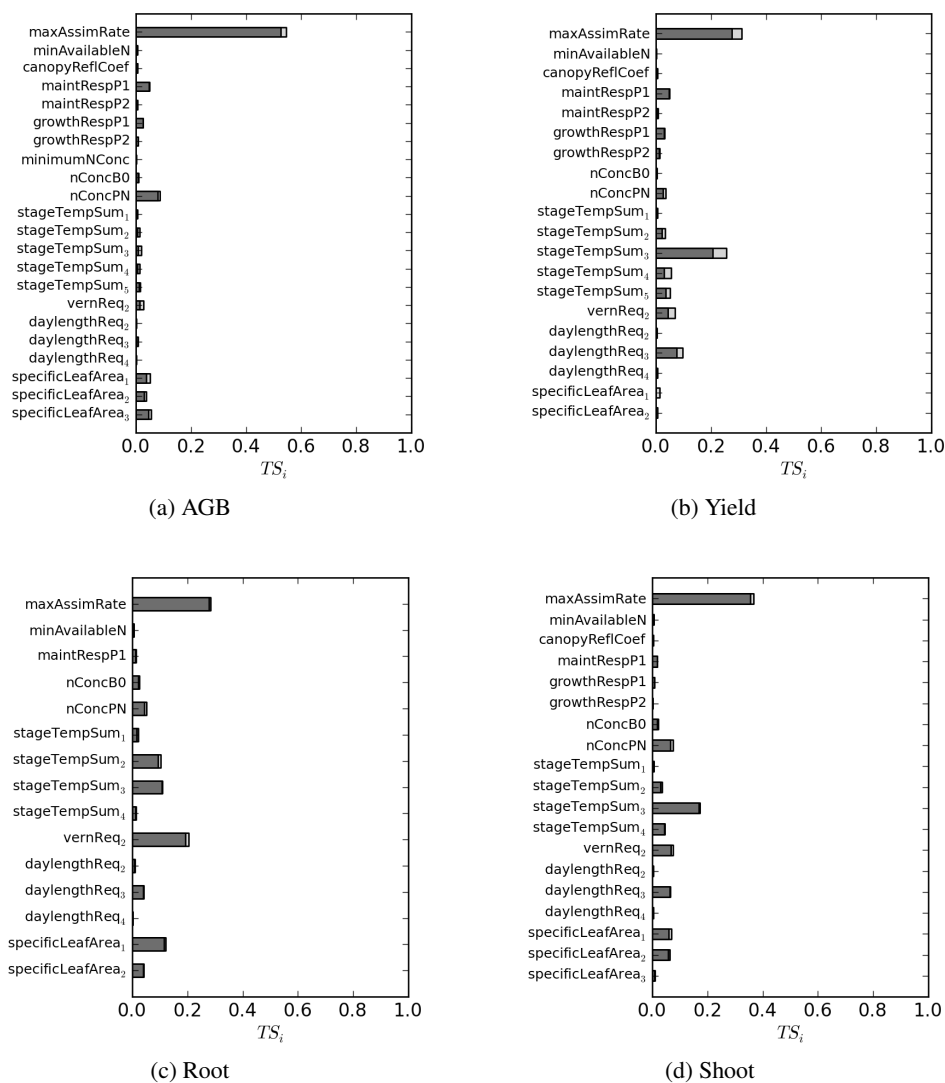 maxAssimRate
minAvailableN
canopyReflCoef
maintRespP1
maintRespP2
growthRespP1
growthRespP2
minimumNConc
nConcB0
nConcPN
stageTempSum₁
stageTempSum₂
stageTempSum₃
stageTempSum₄
stageTempSum₅
vernReq₂
daylengthReq₂
daylengthReq₃
daylengthReq₄
specificLeafArea₁
specificLeafArea₂
specificLeafArea₃
0.0 0.2 0.4 0.6 0.8 1.0
TSᵢ
(a) AGB
maxAssimRate
minAvailableN
canopyReflCoef
maintRespP1
maintRespP2
growthRespP1
growthRespP2
nConcB0
nConcPN
stageTempSum₁
stageTempSum₂
stageTempSum₃
stageTempSum₄
stageTempSum₅
vernReq₂
daylengthReq₂
daylengthReq₃
daylengthReq₄
specificLeafArea₁
specificLeafArea₂
0.0 0.2 0.4 0.6 0.8 1.0
TSᵢ
(b) Yield
maxAssimRate
minAvailableN
maintRespP1
nConcB0
nConcPN
stageTempSum₁
stageTempSum₂
stageTempSum₃
stageTempSum₄
vernReq₂
daylengthReq₂
daylengthReq₃
daylengthReq₄
specificLeafArea₁
specificLeafArea₂
0.0 0.2 0.4 0.6 0.8 1.0
TSᵢ
(c) Root
maxAssimRate
minAvailableN
canopyReflCoef
maintRespP1
growthRespP1
growthRespP2
nConcB0
nConcPN
stageTempSum₁
stageTempSum₂
stageTempSum₃
stageTempSum₄
vernReq₂
daylengthReq₂
daylengthReq₃
daylengthReq₄
specificLeafArea₁
specificLeafArea₂
specificLeafArea₃
0.0 0.2 0.4 0.6 0.8 1.0
TSᵢ
(d) Shoot